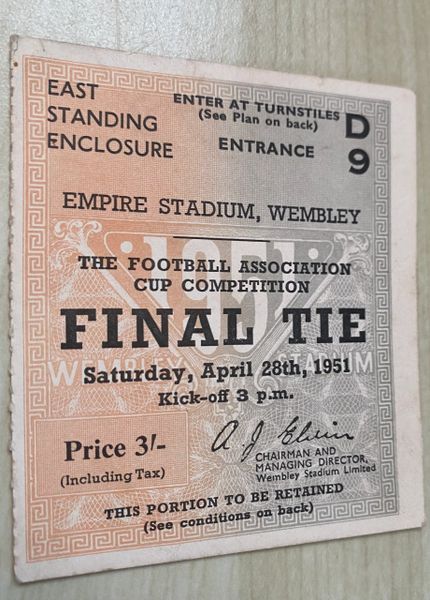 EAST
STANDING
ENCLOSURE
ENTER AT TURNSTILES
(See Plan on back)
ENTRANCE
D
9
EMPIRE STADIUM, WEMBLEY
1951
THE FOOTBALL ASSOCIATION
CUP COMPETITION
FINAL TIE
WEMBLEY STADIUM
Saturday, April 28th, 1951
Kick-off 3 p.m.
Price 3/-
(Including Tax)
A J Elvin
CHAIRMAN AND
MANAGING DIRECTOR,
Wembley Stadium Limited
THIS PORTION TO BE RETAINED
(See conditions on back)